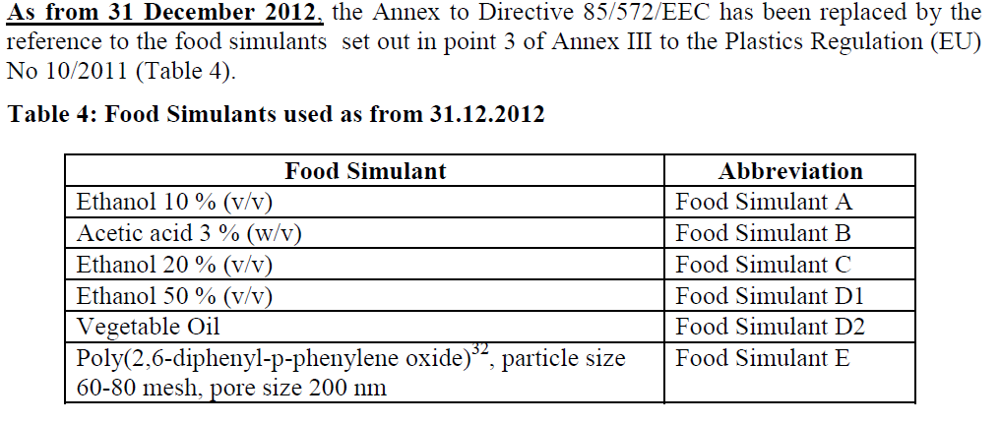 As from 31 December 2012, the Annex to Directive 85/572/EEC has been replaced by the
reference to the food simulants set out in point 3 of Annex III to the Plastics Regulation (EU)
No 10/2011 (Table 4).
Table 4: Food Simulants used as from 31.12.2012
Food Simulant Abbreviation
Ethanol 10 % (v/v) Food Simulant A
Acetic acid 3 % (w/v) Food Simulant B
Ethanol 20 % (v/v) Food Simulant C
Ethanol 50 % (v/v) Food Simulant D1
Vegetable Oil Food Simulant D2
Poly(2,6-diphenyl-p-phenylene oxide)32, particle size Food Simulant E
60-80 mesh, pore size 200 nm